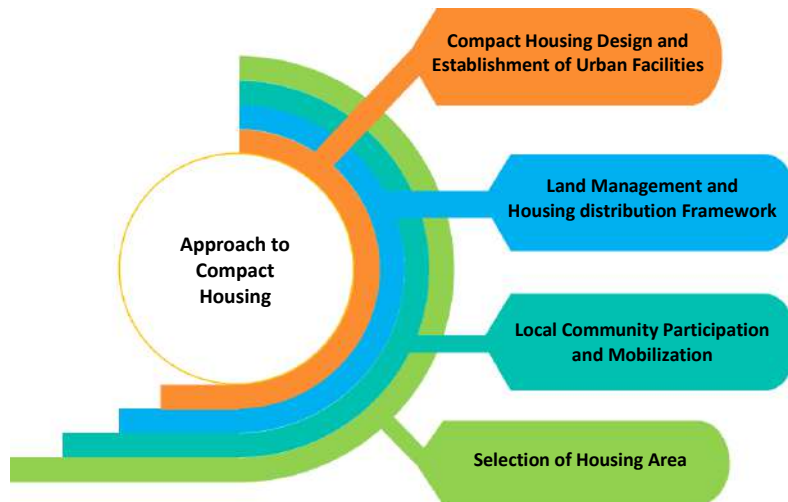 Compact Housing Design and
Establishment of Urban Facilities
Land Management and
Housing distribution Framework
Approach to
Compact
Housing
Local Community Participation
and Mobilization
Selection of Housing Area